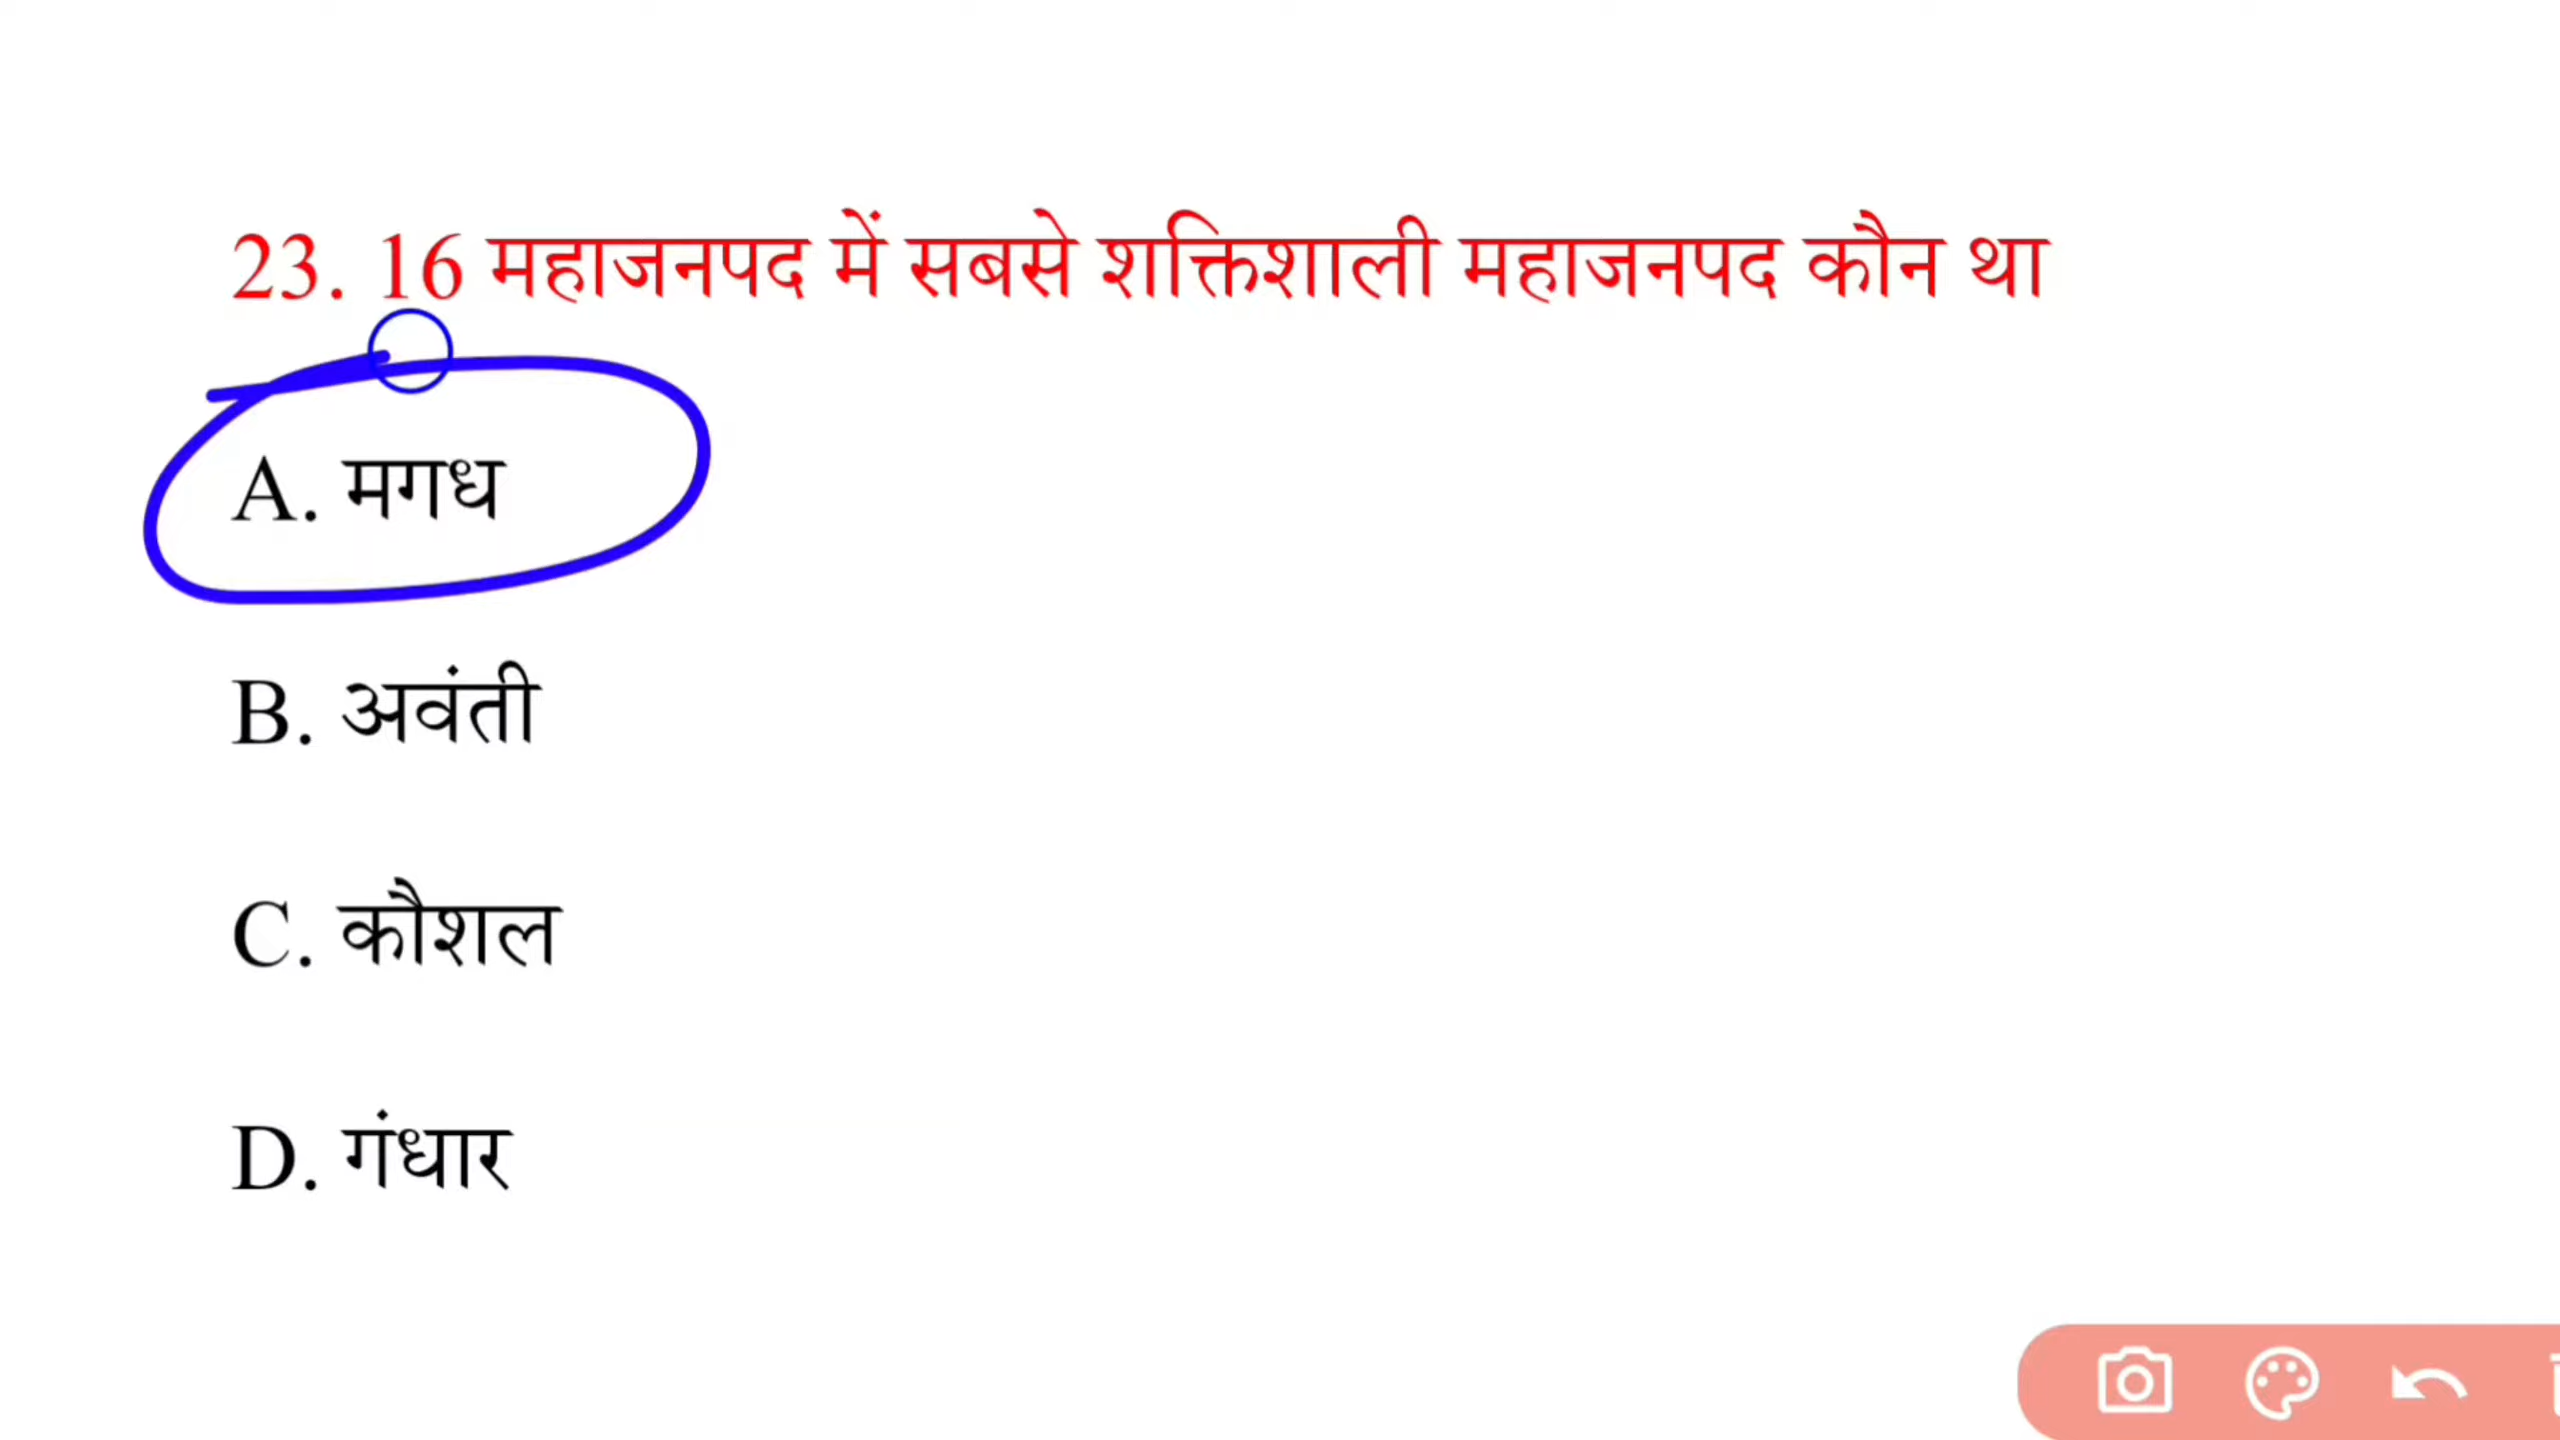 23. 16 महाजनपद में सबसे शक्तिशाली महाजनपद कौन था
A. मगध
B. अवंती
C. कौशल
D. गंधार